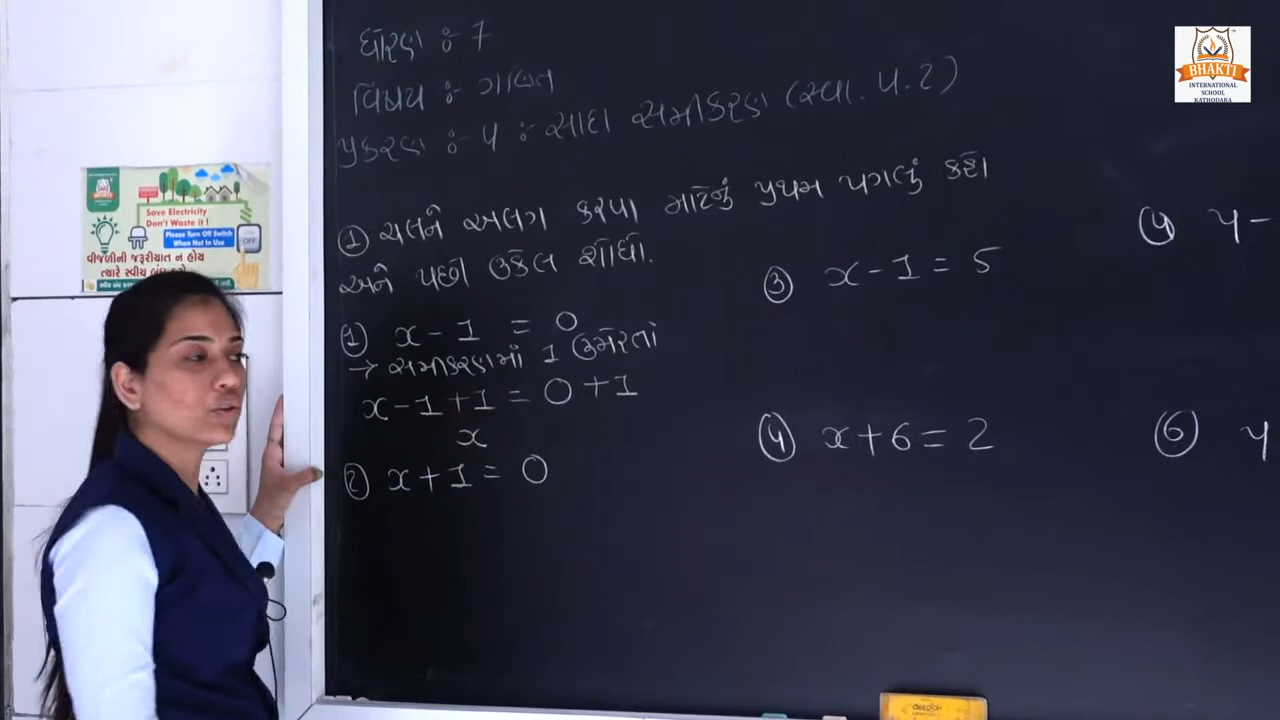 ધોરણ ઃ 7
વિષય ઃ ગણિત
પ્રકરણ ઃ ૫ ઃ સાદા સમીકરણ (સ્વા. ૫.૨)
① ચલને અલગ કરવા માટેનું પ્રથમ પગલું કહો
અને પછી ઉકેલ શોધો.
① x - 1 = 0
→ સમીકરણમાં 1 ઉમેરતાં
x - 1 + 1 = 0 + 1
x
② x + 1 = 0
③ x - 1 = 5
④ x + 6 = 2
⑤ y -
⑥ y
BHAKTI
INTERNATIONAL
SCHOOL
KATHODARA
Save Electricity
Don't Waste it !
Please Turn Off Switch
When Not in Use
OFF
વીજળીની જરૂરીયાત ન હોય
ત્યારે સ્વીચ બંધ